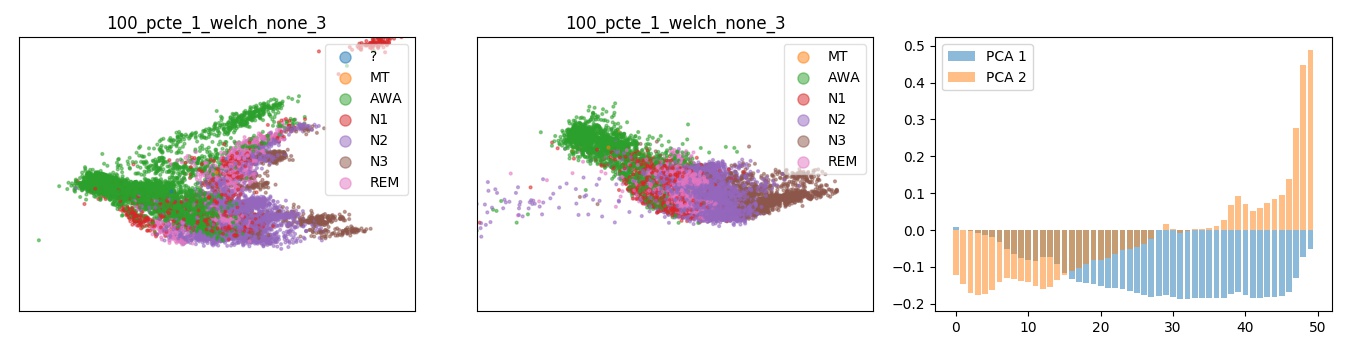 100_pcte_1_welch_none_3
?
MT
AWA
N1
N2
N3
REM
100_pcte_1_welch_none_3
MT
AWA
N1
N2
N3
REM
PCA 1
PCA 2
0.5
0.4
0.3
0.2
0.1
0.0
−0.1
−0.2
0 10 20 30 40 50